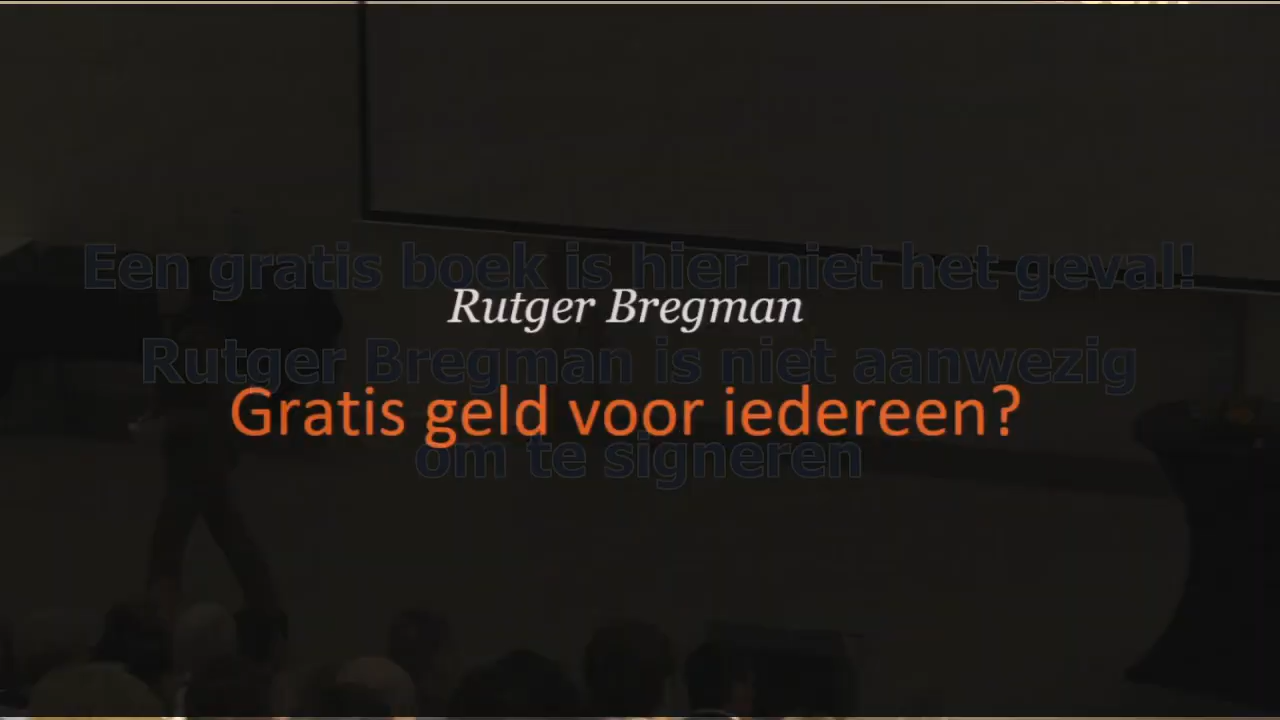 Een gratis boek is hier niet het geval!
Rutger Bregman
Rutger Bregman is niet aanwezig
Gratis geld voor iedereen?
om te signeren